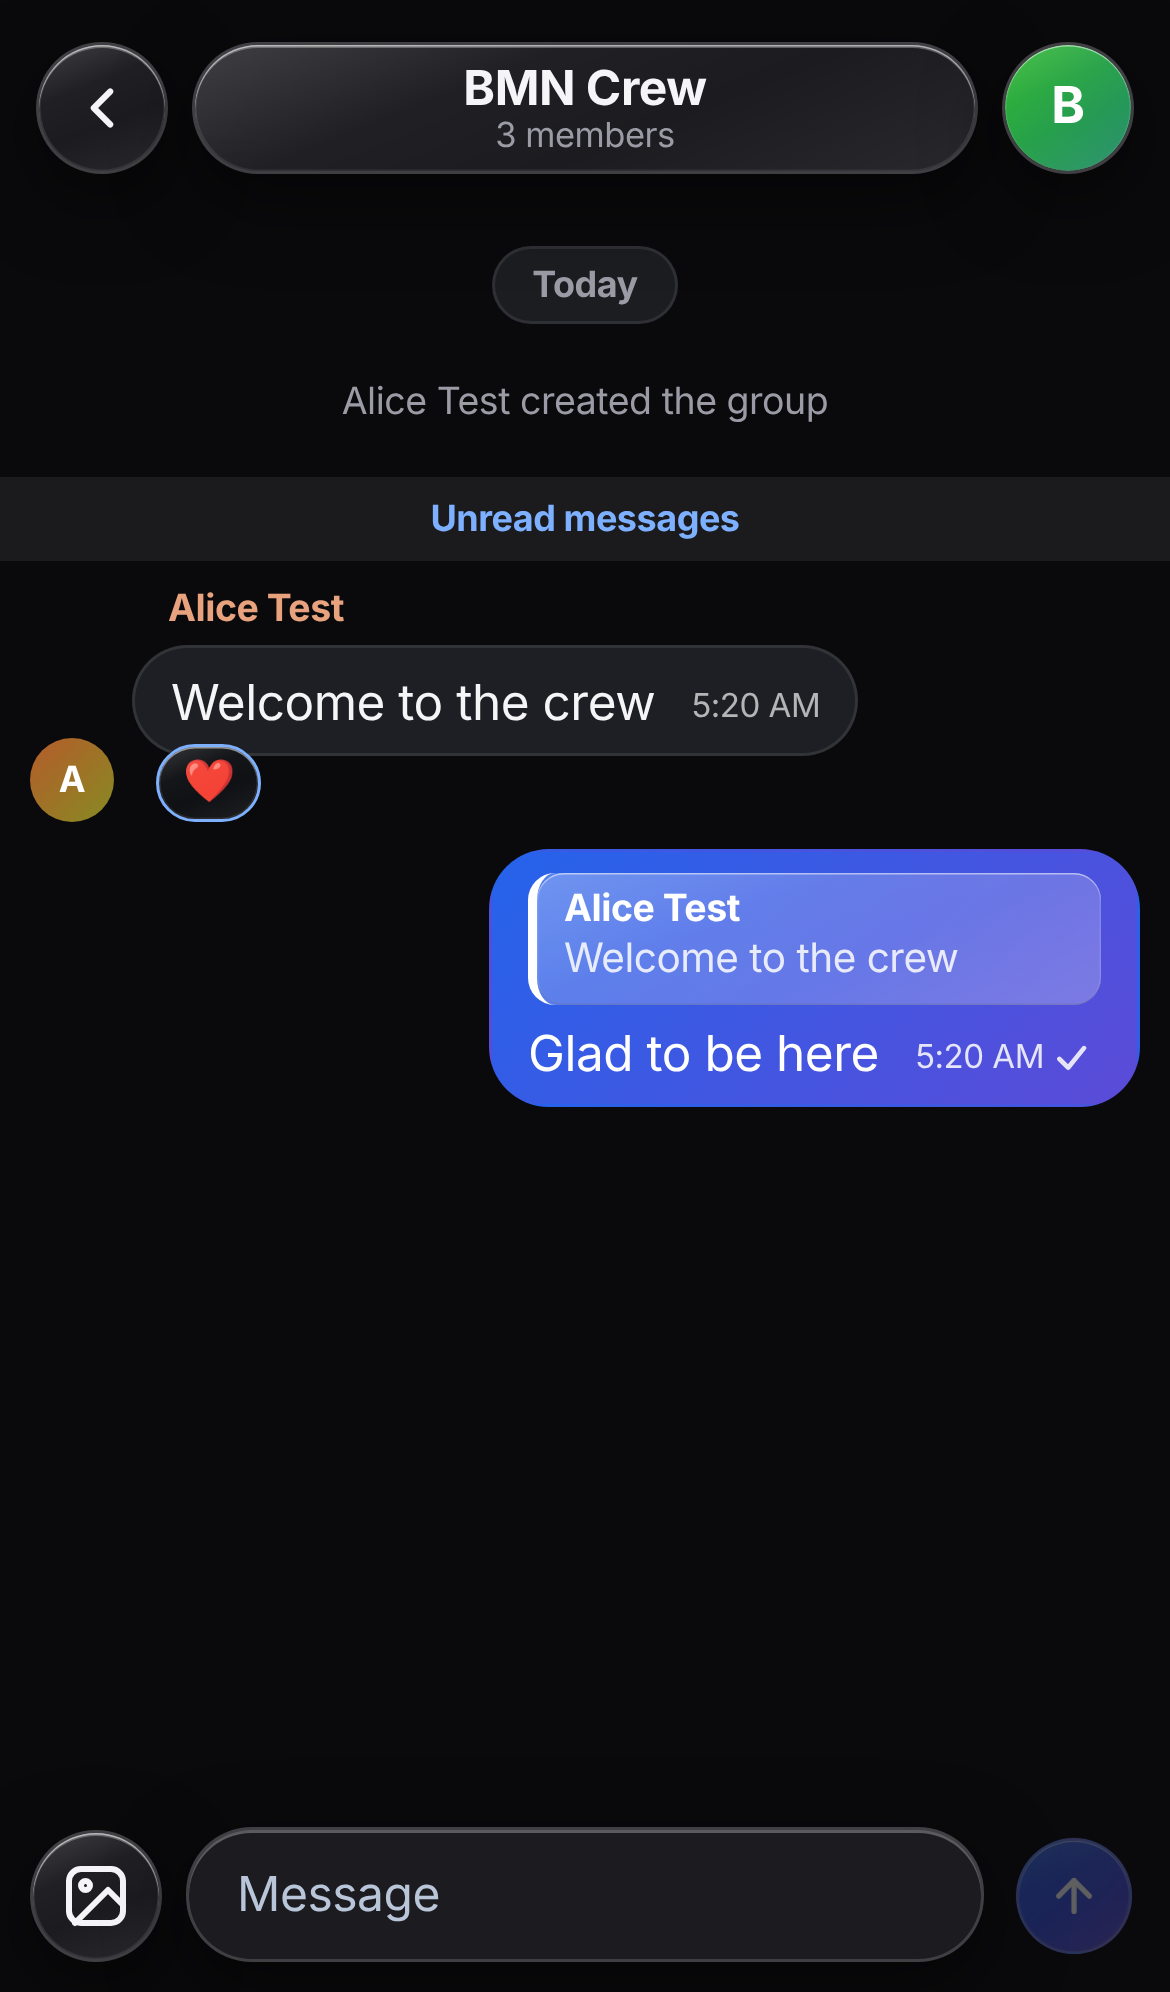 BMN Crew
3 members
B
Today
Alice Test created the group
Unread messages
Alice Test
Welcome to the crew 5:20 AM
A ❤️
Alice Test
Welcome to the crew
Glad to be here 5:20 AM
Message